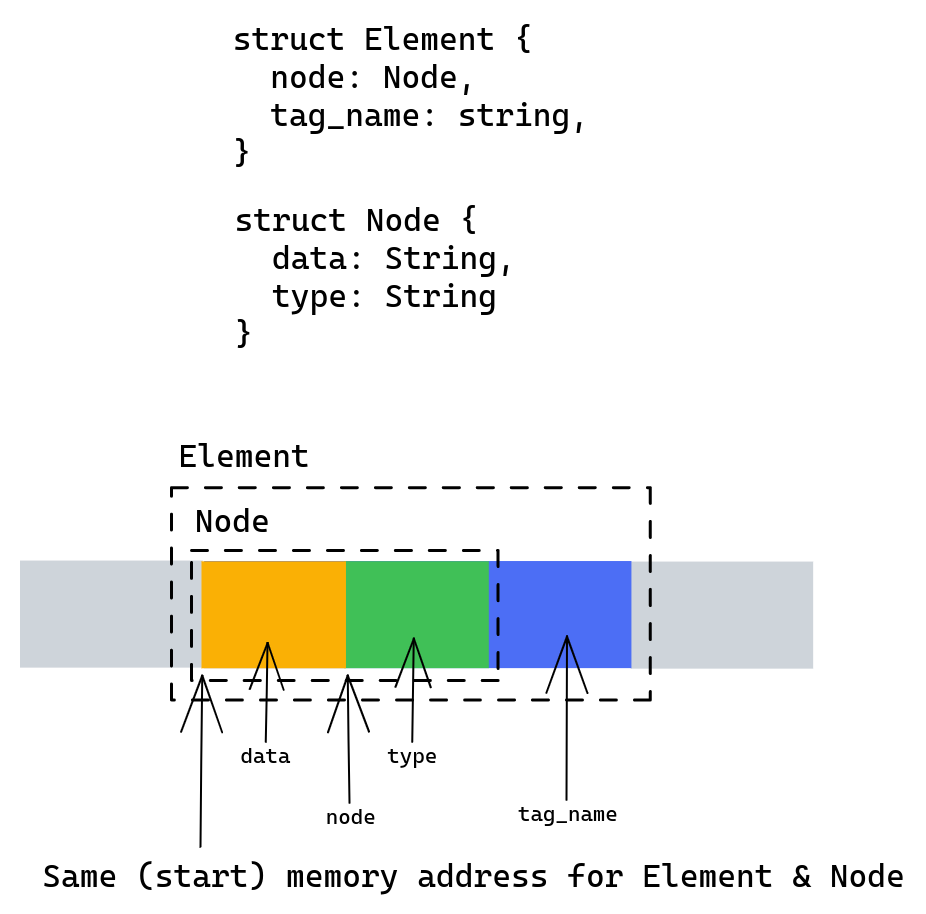 struct Element {
  node: Node,
  tag_name: string,
}
struct Node {
  data: String,
  type: String
}
Element
Node
data
type
node
tag_name
Same (start) memory address for Element & Node